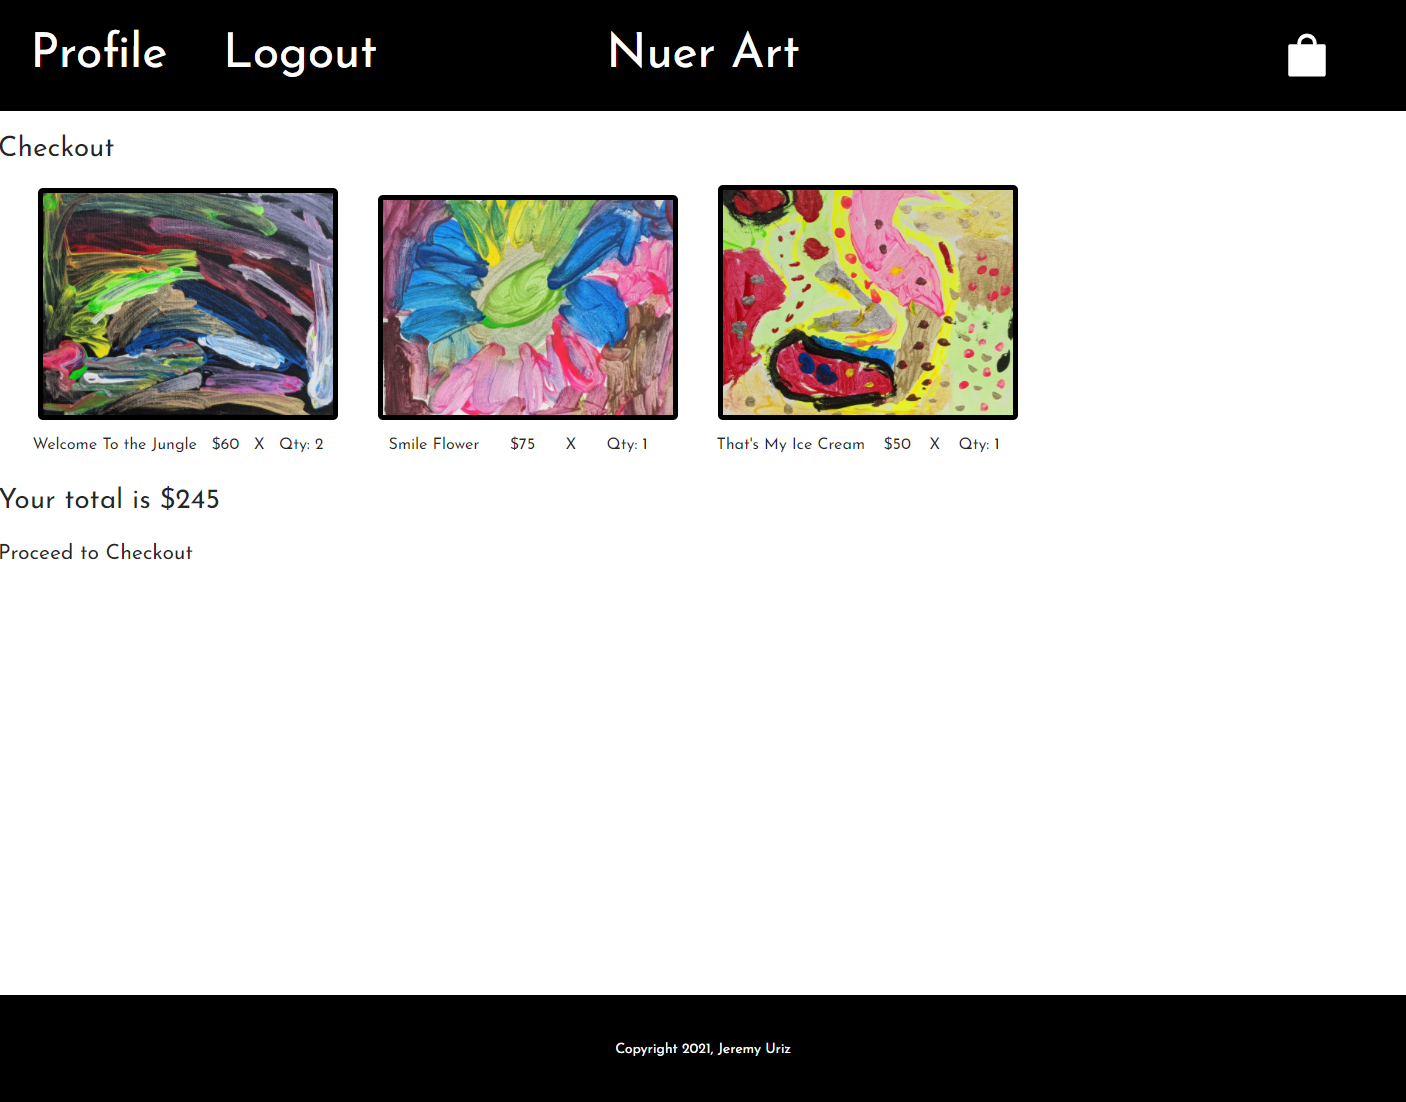 Profile Logout Nuer Art
Checkout
Welcome To the Jungle $60 X Qty: 2 Smile Flower $75 X Qty: 1 That's My Ice Cream $50 X Qty: 1
Your total is $245
Proceed to Checkout
Copyright 2021, Jeremy Uriz